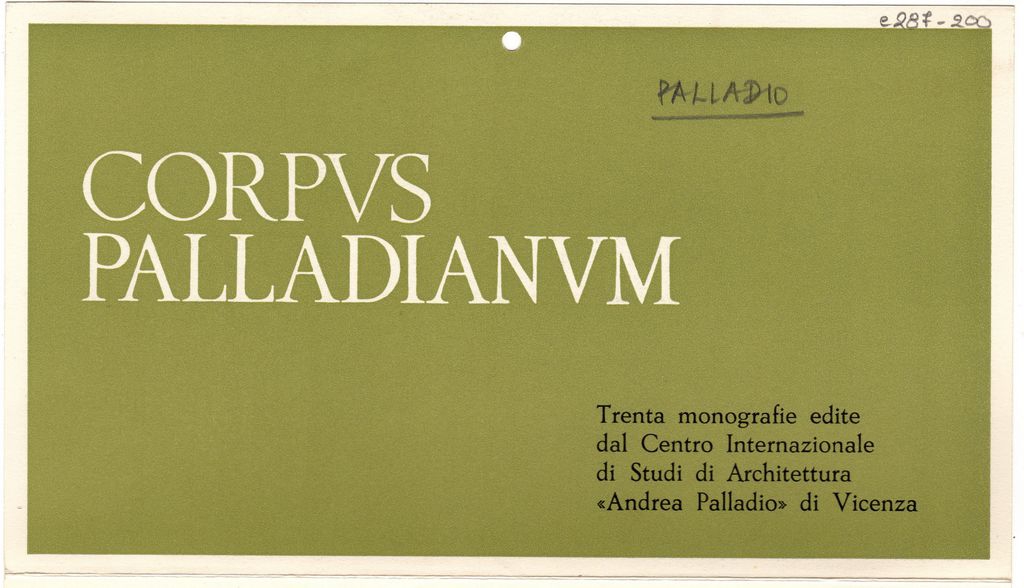 e287-200
PALLADIO
CORPVS
PALLADIANVM
Trenta monografie edite
dal Centro Internazionale
di Studi di Architettura
«Andrea Palladio» di Vicenza